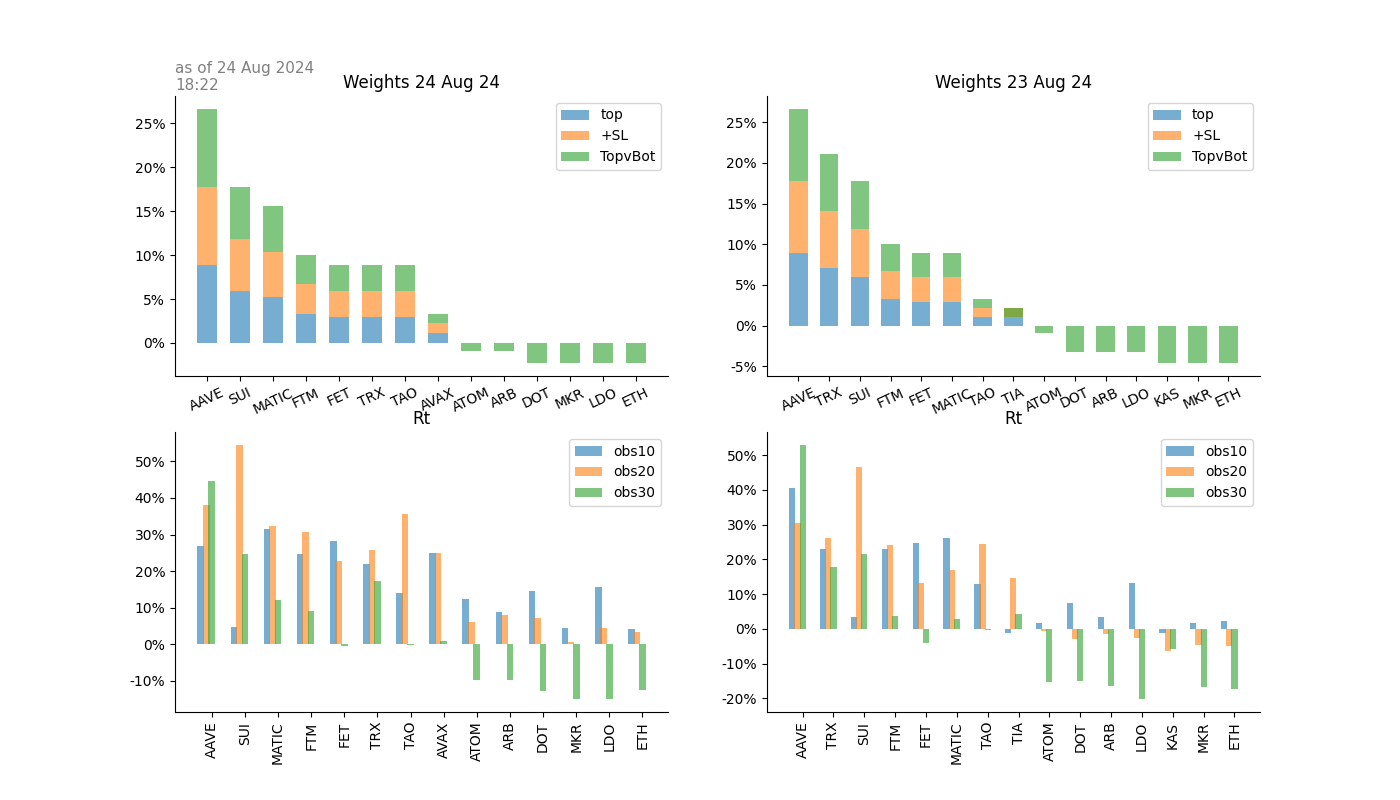 as of 24 Aug 2024
18:22
Weights 24 Aug 24
25%
20%
15%
10%
5%
0%
top
+SL
TopvBot
AAVE SUI MATIC FTM FET TRX TAO AVAX ATOM ARB DOT MKR LDO ETH
Weights 23 Aug 24
25%
20%
15%
10%
5%
0%
-5%
top
+SL
TopvBot
AAVE TRX SUI FTM FET MATIC TAO TIA ATOM DOT ARB LDO KAS MKR ETH
Rt
50%
40%
30%
20%
10%
0%
-10%
obs10
obs20
obs30
AAVE SUI MATIC FTM FET TRX TAO AVAX ATOM ARB DOT MKR LDO ETH
Rt
50%
40%
30%
20%
10%
0%
-10%
-20%
obs10
obs20
obs30
AAVE TRX SUI FTM FET MATIC TAO TIA ATOM DOT ARB LDO KAS MKR ETH